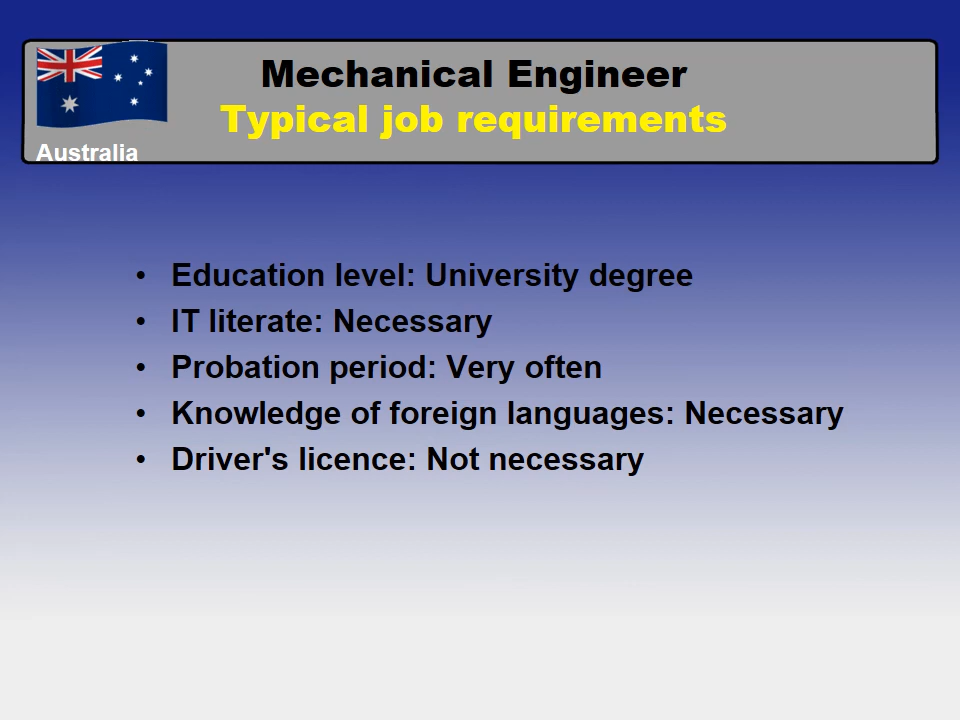 Mechanical Engineer
Typical job requirements
Australia
• Education level: University degree
• IT literate: Necessary
• Probation period: Very often
• Knowledge of foreign languages: Necessary
• Driver's licence: Not necessary